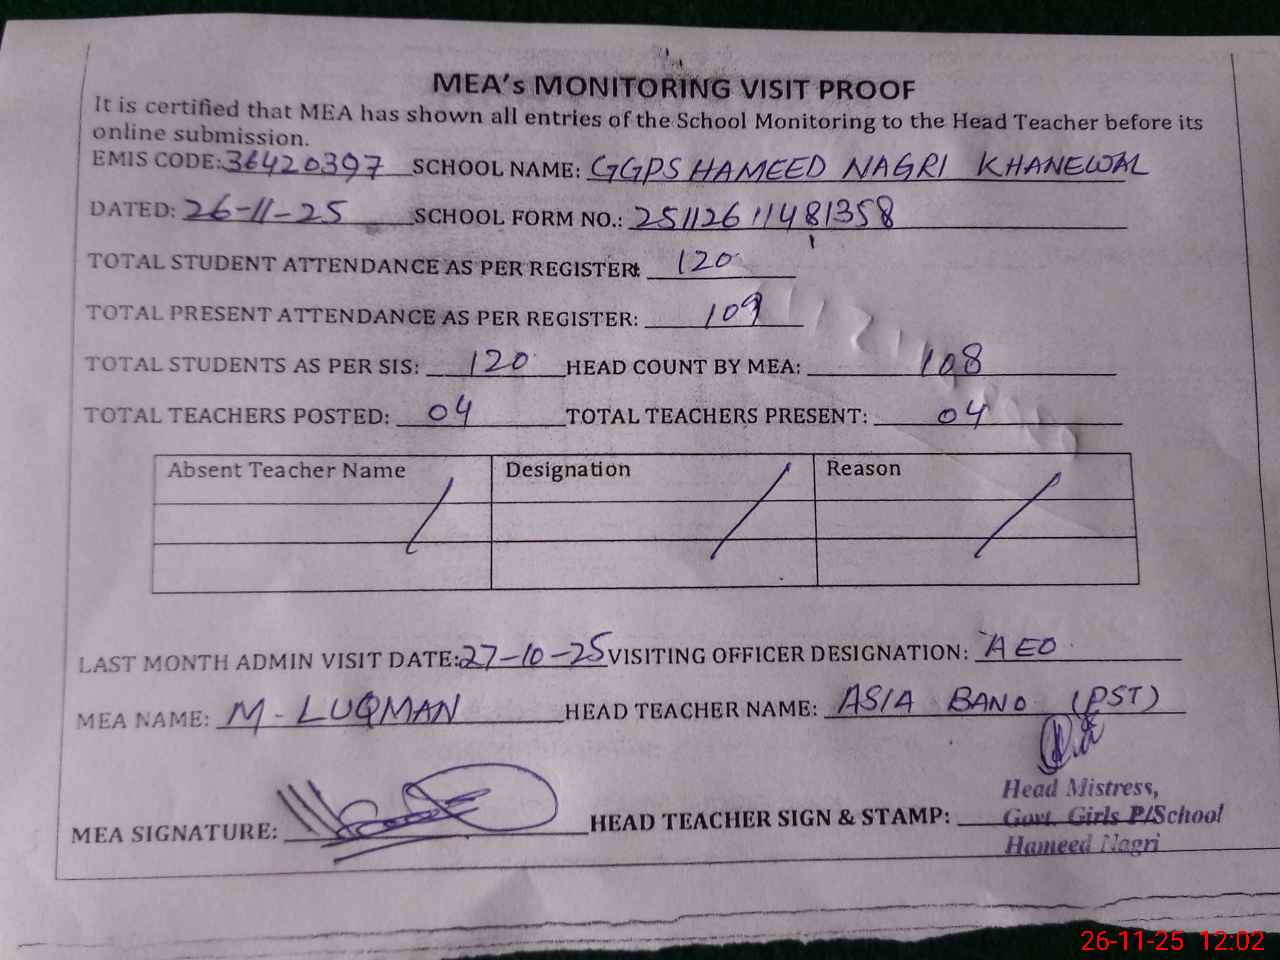 MEA's MONITORING VISIT PROOF
It is certified that MEA has shown all entries of the School Monitoring to the Head Teacher before its
online submission.
EMIS CODE: 36420397 SCHOOL NAME: GGPS HAMEED NAGRI KHANEWAL
DATED: 26-11-25 SCHOOL FORM NO.: 25112611481358
TOTAL STUDENT ATTENDANCE AS PER REGISTER: 120
TOTAL PRESENT ATTENDANCE AS PER REGISTER: 109
TOTAL STUDENTS AS PER SIS: 120 HEAD COUNT BY MEA: 108
TOTAL TEACHERS POSTED: 04 TOTAL TEACHERS PRESENT: 04
Absent Teacher Name Designation Reason
LAST MONTH ADMIN VISIT DATE: 27-10-25 VISITING OFFICER DESIGNATION: AEO
MEA NAME: M- LUQMAN HEAD TEACHER NAME: ASIA BANO (PST)
MEA SIGNATURE: HEAD TEACHER SIGN & STAMP:
Head Mistress,
Govt. Girls P/School
Hameed Nagri
26-11-25 12:02